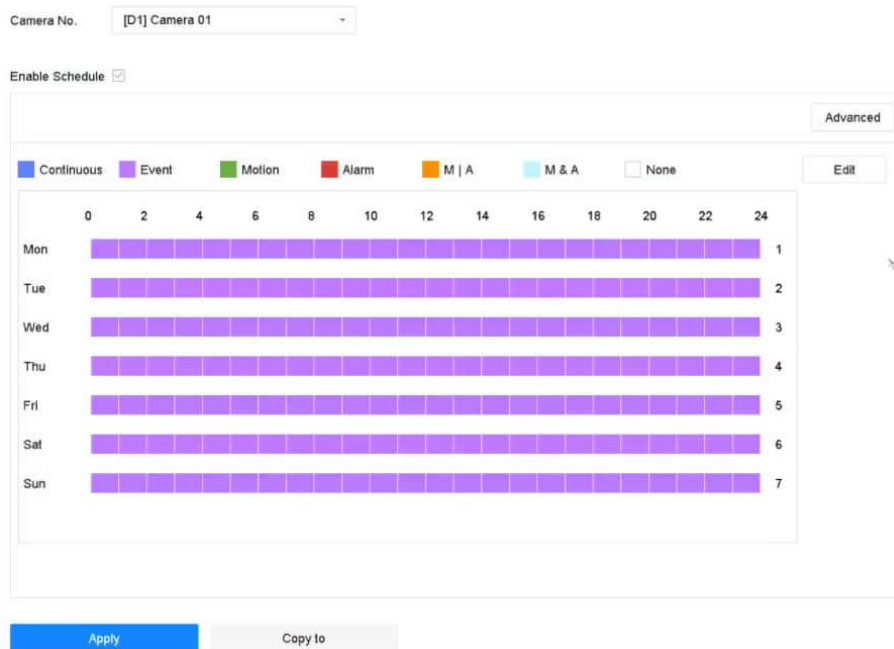 Camera No. [D1] Camera 01
Enable Schedule
Advanced
Continuous Event Motion Alarm M | A M & A None Edit
0 2 4 6 8 10 12 14 16 18 20 22 24
Mon 1
Tue 2
Wed 3
Thu 4
Fri 5
Sat 6
Sun 7
Apply Copy to